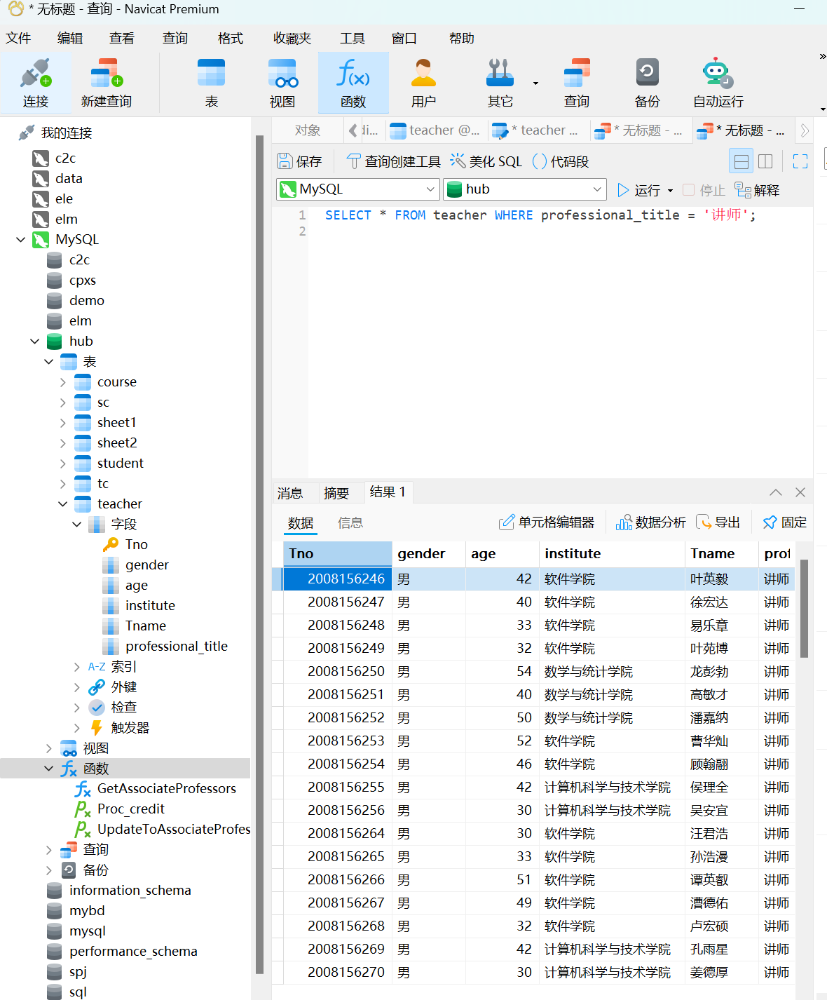 * 无标题 - 查询 - Navicat Premium
文件 编辑 查看 查询 格式 收藏夹 工具 窗口 帮助
连接 新建查询 表 视图 函数 用户 其它 查询 备份 自动运行
我的连接
c2c
data
ele
elm
MySQL
c2c
cpxs
demo
elm
hub
表
course
sc
sheet1
sheet2
student
tc
teacher
字段
Tno
gender
age
institute
Tname
professional_title
A-Z 索引
外键
检查
触发器
视图
函数
GetAssociateProfessors
Proc_credit
UpdateToAssociateProfes
查询
备份
information_schema
mybd
mysql
performance_schema
spj
sql
对象 di... teacher @... * teacher ... * 无标题 - ... * 无标题 - ...
保存 查询创建工具 美化 SQL () 代码段
MySQL hub 运行 停止 解释
1 SELECT * FROM teacher WHERE professional_title = '讲师';
2
消息 摘要 结果 1
数据 信息 单元格编辑器 数据分析 导出 固定
Tno gender age institute Tname prof
2008156246 男 42 软件学院 叶英毅 讲师
2008156247 男 40 软件学院 徐宏达 讲师
2008156248 男 33 软件学院 易乐章 讲师
2008156249 男 32 软件学院 叶苑博 讲师
2008156250 男 54 数学与统计学院 龙彭勃 讲师
2008156251 男 40 数学与统计学院 高敏才 讲师
2008156252 男 50 数学与统计学院 潘嘉纳 讲师
2008156253 男 52 软件学院 曹华灿 讲师
2008156254 男 46 软件学院 顾翰翮 讲师
2008156255 男 42 计算机科学与技术学院 侯理全 讲师
2008156256 男 30 计算机科学与技术学院 吴安宜 讲师
2008156264 男 30 软件学院 汪君浩 讲师
2008156265 男 33 软件学院 孙浩漫 讲师
2008156266 男 51 软件学院 谭英叡 讲师
2008156267 男 49 软件学院 漕德佑 讲师
2008156268 男 32 软件学院 卢宏硕 讲师
2008156269 男 42 计算机科学与技术学院 孔雨星 讲师
2008156270 男 30 计算机科学与技术学院 姜德厚 讲师